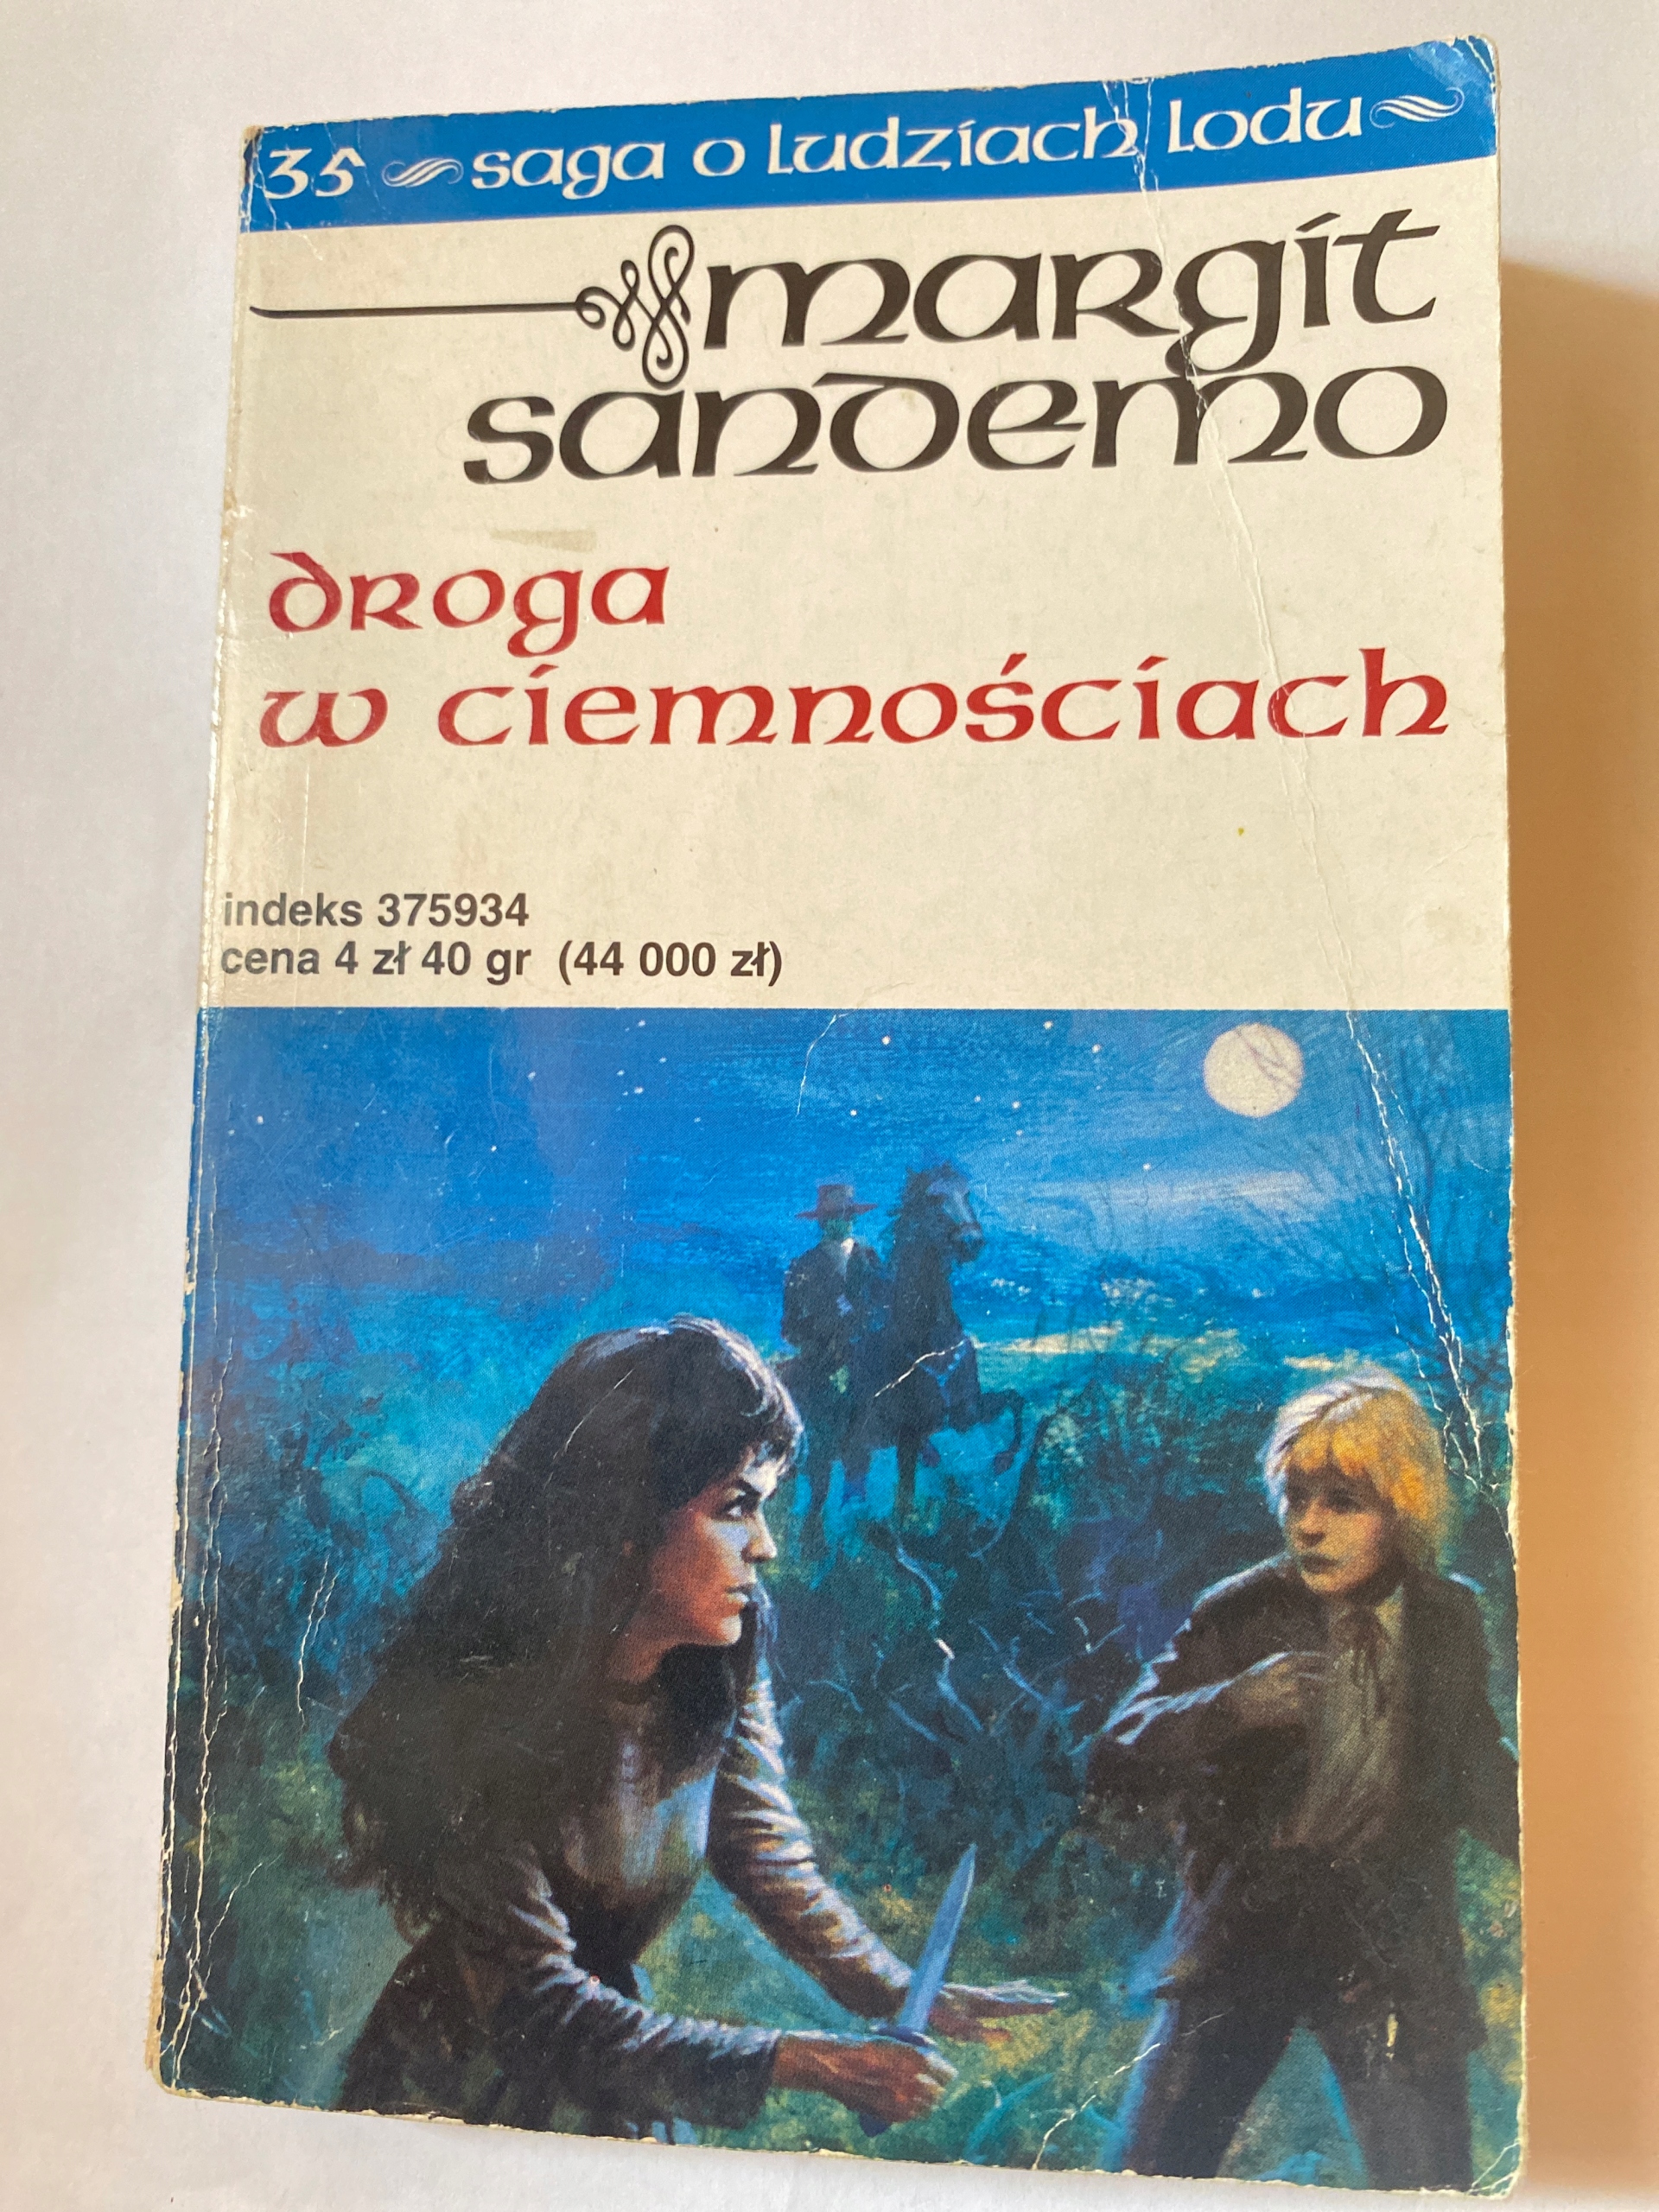 35 saga o ludziach lodu
margit
sandemo
droga
w ciemnościach
indeks 375934
cena 4 zł 40 gr (44 000 zł)